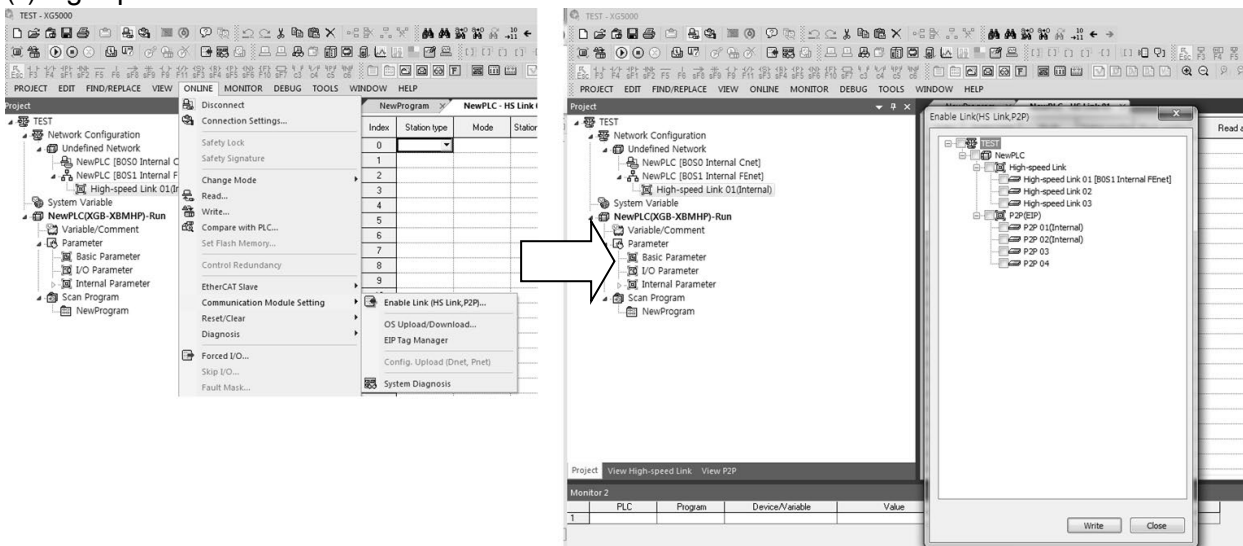 TEST - XG5000
PROJECT EDIT FIND/REPLACE VIEW ONLINE MONITOR DEBUG TOOLS WINDOW HELP
Project
TEST
Network Configuration
Undefined Network
NewPLC [B0S0 Internal C
NewPLC [B0S1 Internal F
High-speed Link 01(Ir
System Variable
NewPLC(XGB-XBMHP)-Run
Variable/Comment
Parameter
Basic Parameter
I/O Parameter
Internal Parameter
Scan Program
NewProgram
Disconnect
Connection Settings...
Safety Lock
Safety Signature
Change Mode
Read...
Write...
Compare with PLC...
Set Flash Memory...
Control Redundancy
EtherCAT Slave
Communication Module Setting
Reset/Clear
Diagnosis
Forced I/O...
Skip I/O...
Fault Mask...
Enable Link (HS Link,P2P)...
OS Upload/Download...
EIP Tag Manager
Config. Upload (Dnet, Pnet)
System Diagnosis
NewProgram × NewPLC - HS Link
Index Station type Mode Station
0
1
2
3
4
5
6
7
8
9
TEST - XG5000
PROJECT EDIT FIND/REPLACE VIEW ONLINE MONITOR DEBUG TOOLS WINDOW HELP
Project
TEST
Network Configuration
Undefined Network
NewPLC [B0S0 Internal Cnet]
NewPLC [B0S1 Internal FEnet]
High-speed Link 01(Internal)
System Variable
NewPLC(XGB-XBMHP)-Run
Variable/Comment
Parameter
Basic Parameter
I/O Parameter
Internal Parameter
Scan Program
NewProgram
Project View High-speed Link View P2P
Monitor 2
PLC Program Device/Variable Value
1
Read a
Enable Link(HS Link,P2P)
TEST
NewPLC
High-speed Link
High-speed Link 01 [B0S1 Internal FEnet]
High-speed Link 02
High-speed Link 03
P2P(EIP)
P2P 01(Internal)
P2P 02(Internal)
P2P 03
P2P 04
Write Close